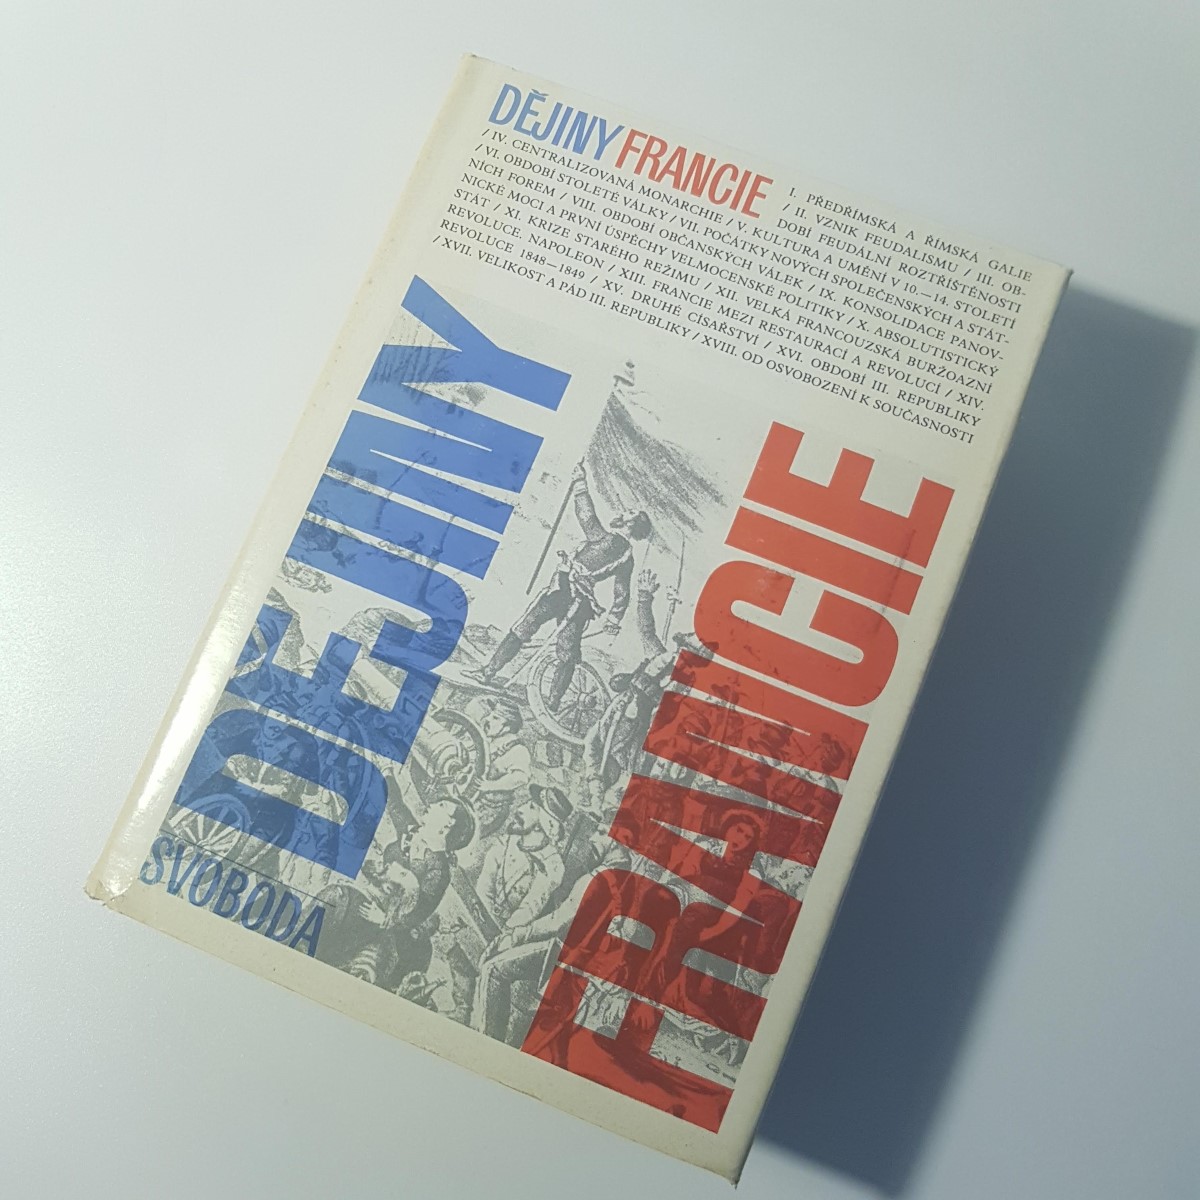 DĚJINY FRANCIE
I. PŘEDŘÍMSKÁ A ŘÍMSKÁ GALIE
/ II. VZNIK FEUDALISMU / III. OB-
DOBÍ FEUDÁLNÍ ROZTŘÍŠTĚNOSTI
/ IV. CENTRALIZOVANÁ MONARCHIE / V. KULTURA A UMĚNÍ V 10.—14. STOLETÍ
/ VI. OBDOBÍ STOLETÉ VÁLKY / VII. POČÁTKY NOVÝCH SPOLEČENSKÝCH A STÁT-
NÍCH FOREM / VIII. OBDOBÍ OBČANSKÝCH VÁLEK / IX. KONSOLIDACE PANOV-
NICKÉ MOCI A PRVNÍ ÚSPĚCHY VELMOCENSKÉ POLITIKY / X. ABSOLUTISTICKÝ
STÁT / XI. KRIZE STARÉHO REŽIMU / XII. VELKÁ FRANCOUZSKÁ BURŽOAZNÍ
REVOLUCE. NAPOLEON / XIII. FRANCIE MEZI RESTAURACÍ A REVOLUCÍ / XIV.
REVOLUCE 1848—1849 / XV. DRUHÉ CÍSAŘSTVÍ / XVI. OBDOBÍ III. REPUBLIKY
/ XVII. VELIKOST A PÁD III. REPUBLIKY / XVIII. OD OSVOBOZENÍ K SOUČASNOSTI
DĚJINY
FRANCIE
SVOBODA